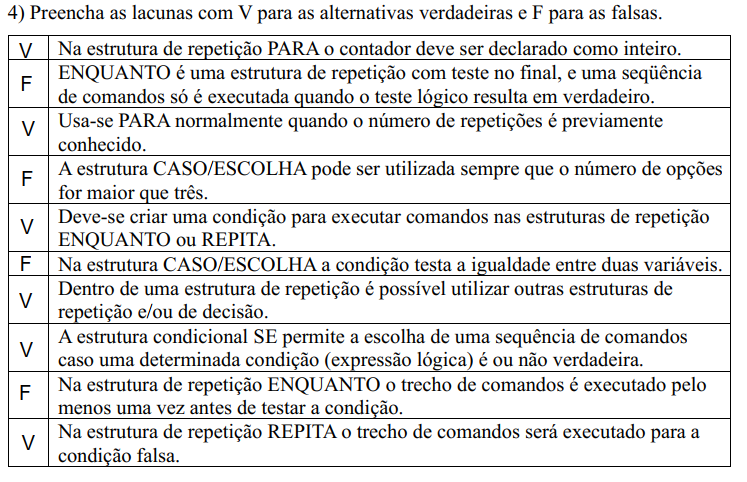 4) Preencha as lacunas com V para as alternativas verdadeiras e F para as falsas.
V Na estrutura de repetição PARA o contador deve ser declarado como inteiro.
F ENQUANTO é uma estrutura de repetição com teste no final, e uma seqüência
de comandos só é executada quando o teste lógico resulta em verdadeiro.
V Usa-se PARA normalmente quando o número de repetições é previamente
conhecido.
F A estrutura CASO/ESCOLHA pode ser utilizada sempre que o número de opções
for maior que três.
V Deve-se criar uma condição para executar comandos nas estruturas de repetição
ENQUANTO ou REPITA.
F Na estrutura CASO/ESCOLHA a condição testa a igualdade entre duas variáveis.
V Dentro de uma estrutura de repetição é possível utilizar outras estruturas de
repetição e/ou de decisão.
V A estrutura condicional SE permite a escolha de uma sequência de comandos
caso uma determinada condição (expressão lógica) é ou não verdadeira.
F Na estrutura de repetição ENQUANTO o trecho de comandos é executado pelo
menos uma vez antes de testar a condição.
V Na estrutura de repetição REPITA o trecho de comandos será executado para a
condição falsa.